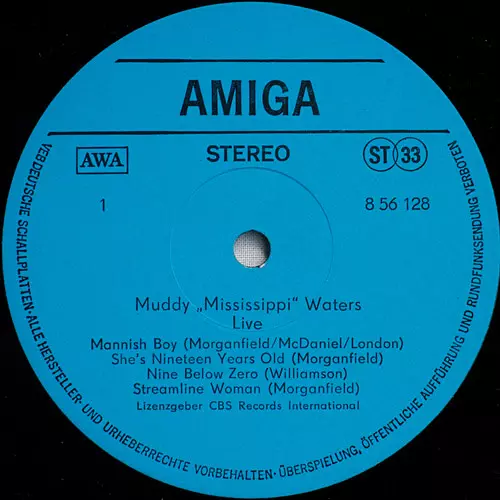 AMIGA
AWA
STEREO
ST 33
1
8 56 128
Muddy „Mississippi" Waters
Live
Mannish Boy (Morganfield/McDaniel/London)
She's Nineteen Years Old (Morganfield)
Nine Below Zero (Williamson)
Streamline Woman (Morganfield)
Lizenzgeber CBS Records International
VEB DEUTSCHE SCHALLPLATTEN · ALLE HERSTELLER- UND URHEBERRECHTE VORBEHALTEN · ÜBERSPIELUNG, ÖFFENTLICHE AUFFÜHRUNG UND RUNDFUNKSENDUNG VERBOTEN